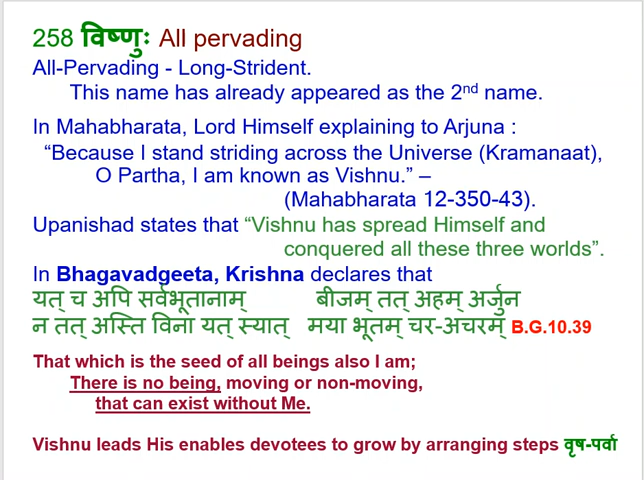 258 विष्णुः All pervading
All-Pervading - Long-Strident.
This name has already appeared as the 2nd name.
In Mahabharata, Lord Himself explaining to Arjuna :
“Because I stand striding across the Universe (Kramanaat),
O Partha, I am known as Vishnu.” –
(Mahabharata 12-350-43).
Upanishad states that “Vishnu has spread Himself and
conquered all these three worlds”.
In Bhagavadgeeta, Krishna declares that
यत् च अपि सर्वभूतानाम् बीजम् तत् अहम् अर्जुन
न तत् अस्ति विना यत् स्यात् मया भूतम् चर-अचरम् B.G.10.39
That which is the seed of all beings also I am;
There is no being, moving or non-moving,
that can exist without Me.
Vishnu leads His enables devotees to grow by arranging steps वृष-पर्वा